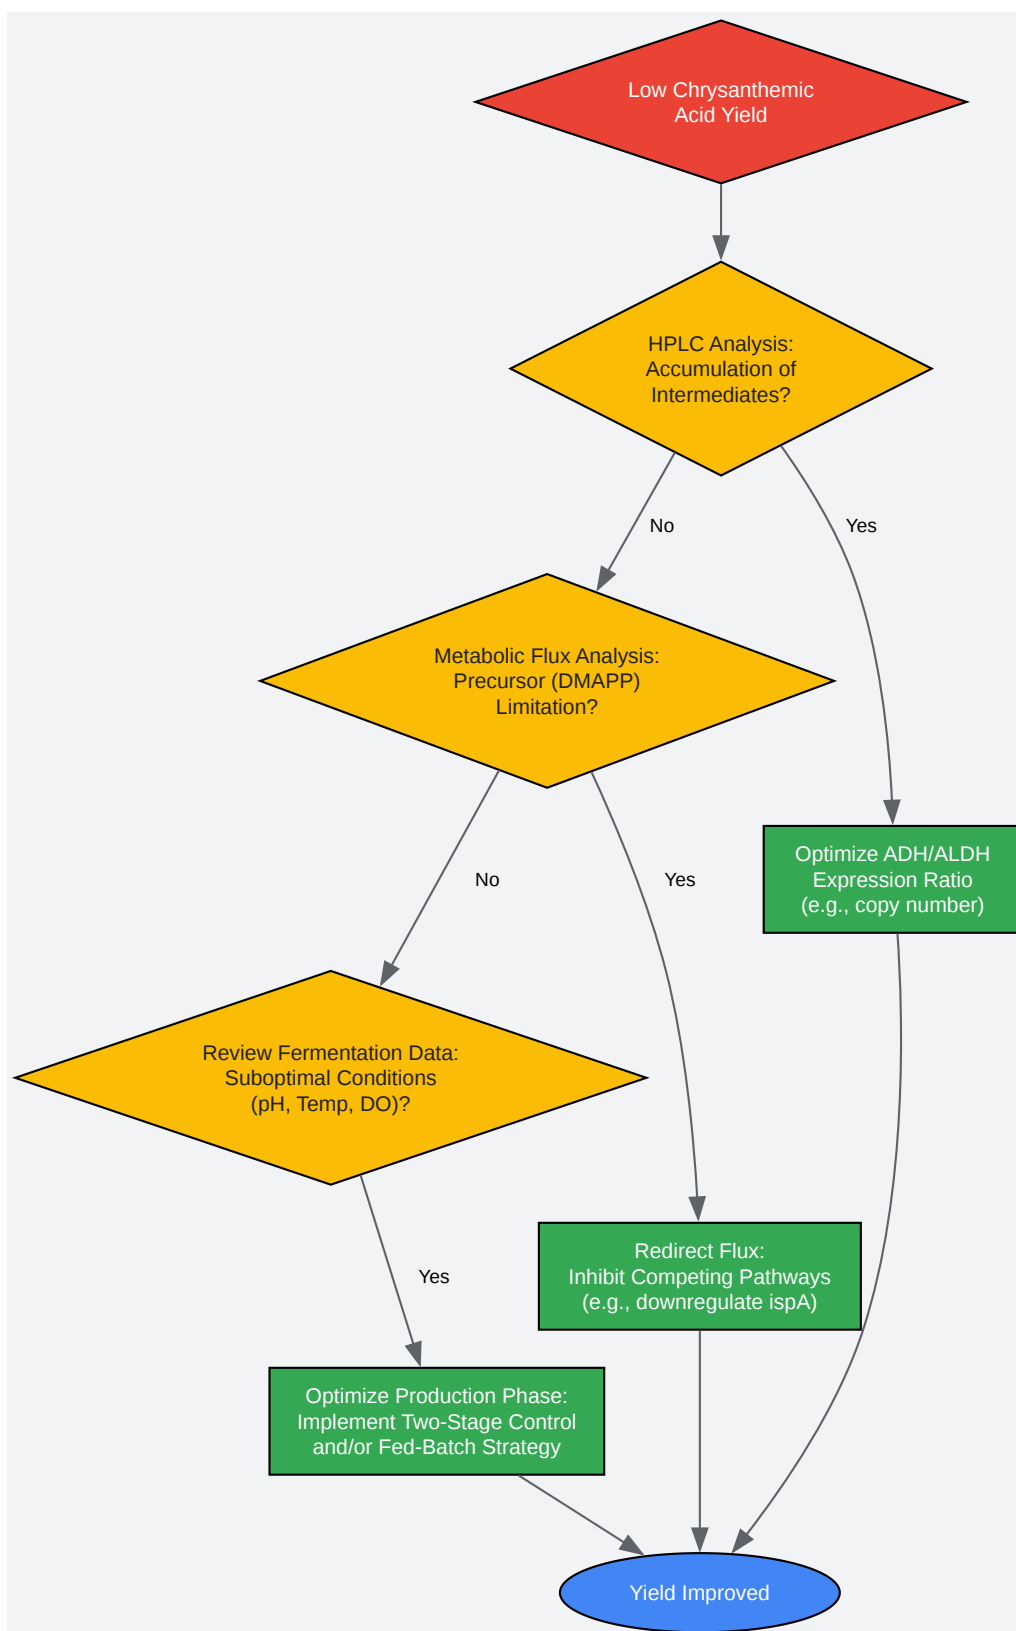 Low Chrysanthemic
Acid Yield
HPLC Analysis:
Accumulation of
Intermediates?
No
Yes
Metabolic Flux Analysis:
Precursor (DMAPP)
Limitation?
No
Yes
Optimize ADH/ALDH
Expression Ratio
(e.g., copy number)
Review Fermentation Data:
Suboptimal Conditions
(pH, Temp, DO)?
Yes
Redirect Flux:
Inhibit Competing Pathways
(e.g., downregulate ispA)
Optimize Production Phase:
Implement Two-Stage Control
and/or Fed-Batch Strategy
Yield Improved